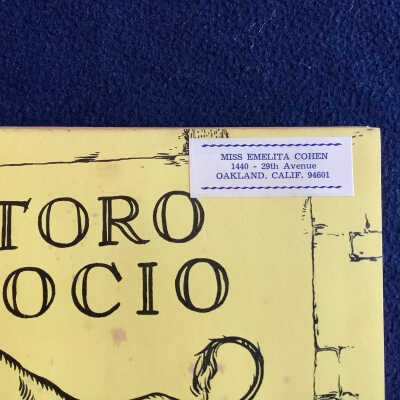 MISS EMELITA COHEN
1440 - 29th Avenue
OAKLAND, CALIF. 94601
TORO
OCIO